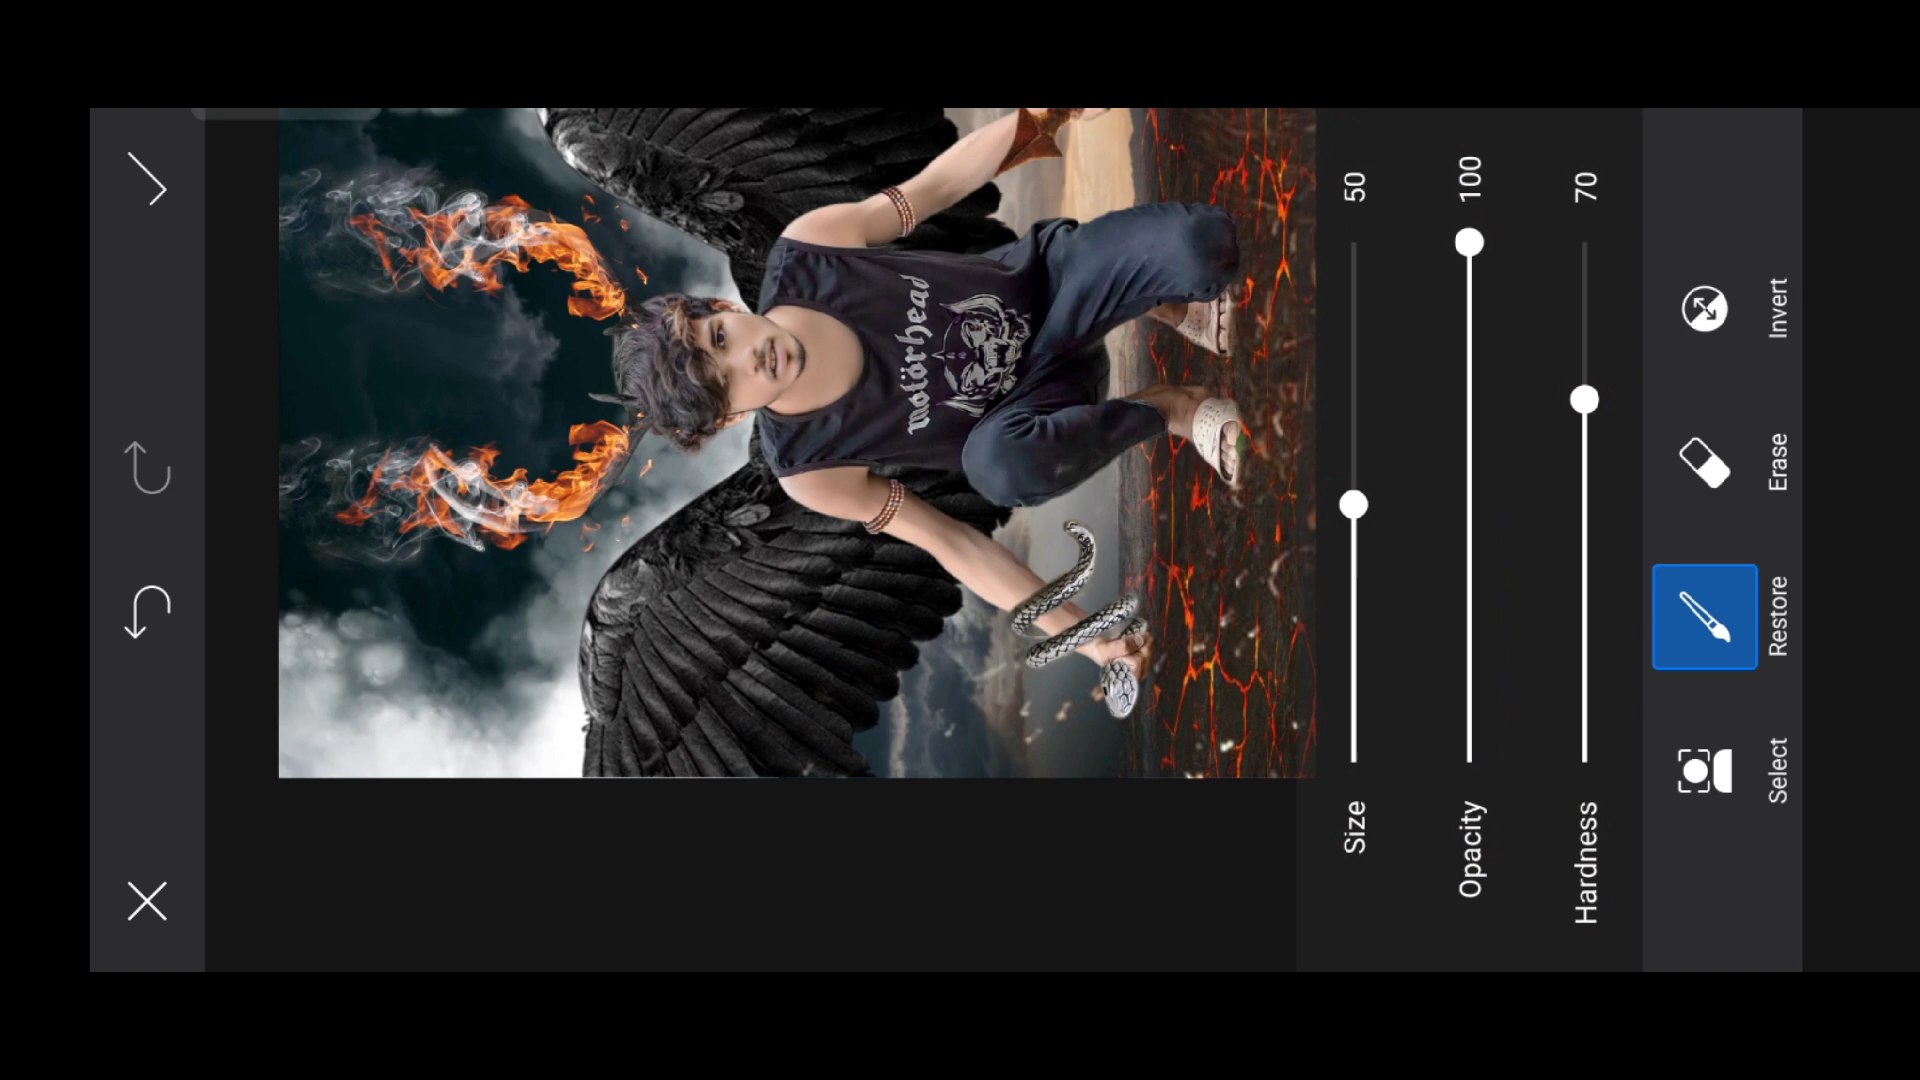 motörhead
Size
50
Opacity
100
Hardness
70
Select
Restore
Erase
Invert